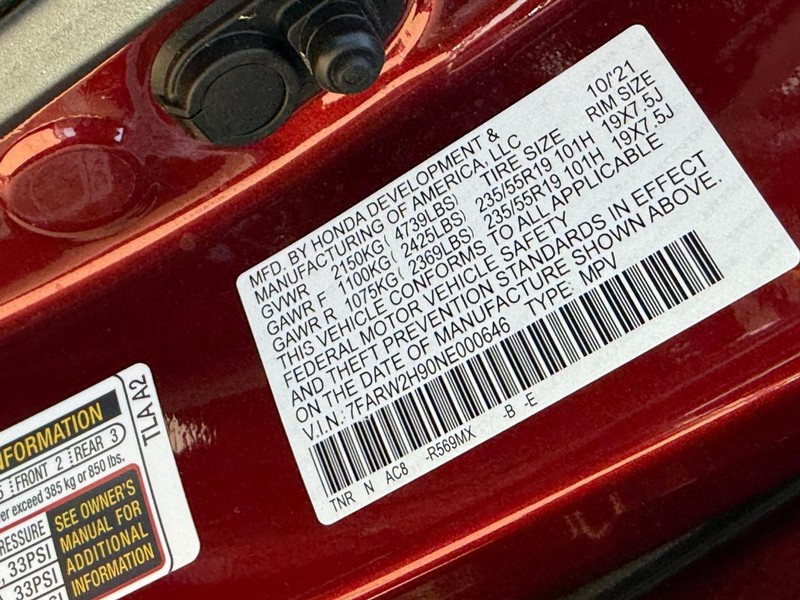 MFD. BY HONDA DEVELOPMENT &
MANUFACTURING OF AMERICA, LLC 10/'21
GVWR 2150KG( 4739LBS) TIRE SIZE RIM SIZE
GAWR F 1100KG( 2425LBS) 235/55R19 101H 19X7.5J
GAWR R 1075KG( 2369LBS) 235/55R19 101H 19X7.5J
THIS VEHICLE CONFORMS TO ALL APPLICABLE
FEDERAL MOTOR VEHICLE SAFETY
AND THEFT PREVENTION STANDARDS IN EFFECT
ON THE DATE OF MANUFACTURE SHOWN ABOVE.
V.I.N: 7FARW2H90NE000646 TYPE: MPV
TNR N AC8 -R569MX -B -E
TLAA2
FRONT 2 REAR 3
exceed 385 kg or 850 lbs.
33PSI
33PSI
SEE OWNER'S
MANUAL FOR
ADDITIONAL
INFORMATION